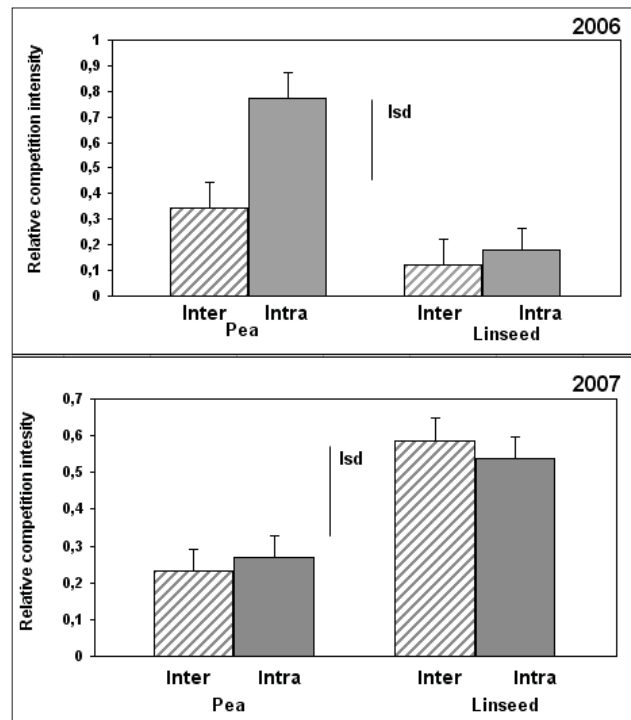 2006
Relative competition intensity
1
0,9
0,8
0,7
0,6
0,5
0,4
0,3
0,2
0,1
0
lsd
Inter Intra Inter Intra
Pea Linseed
2007
Relative competition intesity
0,7
0,6
0,5
0,4
0,3
0,2
0,1
0
lsd
Inter Intra Inter Intra
Pea Linseed